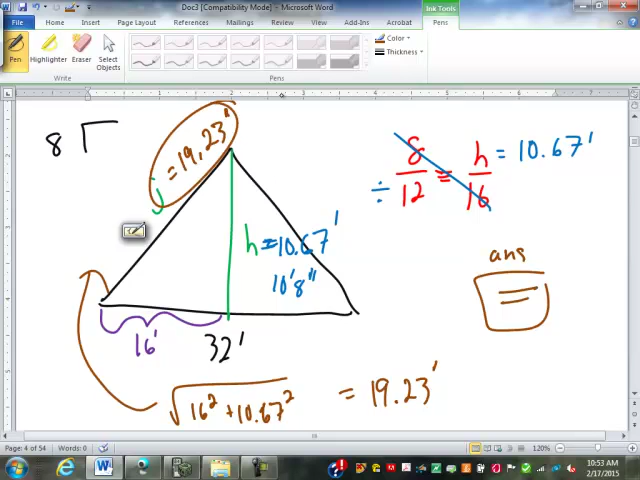 Doc3 [Compatibility Mode] - Microsoft Word
Ink Tools
File Home Insert Page Layout References Mailings Review View Add-Ins Acrobat Pens
Pen Highlighter Eraser Select Objects
Color
Thickness
Write Pens
8
= 19,23"
8/12 = h/16 = 10.67'
÷
h = 10.67'
10'8"
ans
16'
32'
√16² + 10.67² = 19.23'
Page: 4 of 54 Words: 0 120%
10:53 AM
2/17/2015